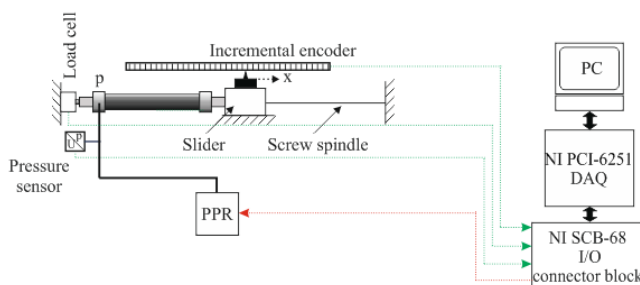 Load cell
Incremental encoder
p
x
Slider
Screw spindle
p
U
Pressure
sensor
PPR
PC
NI PCI-6251
DAQ
NI SCB-68
I/O
connector block